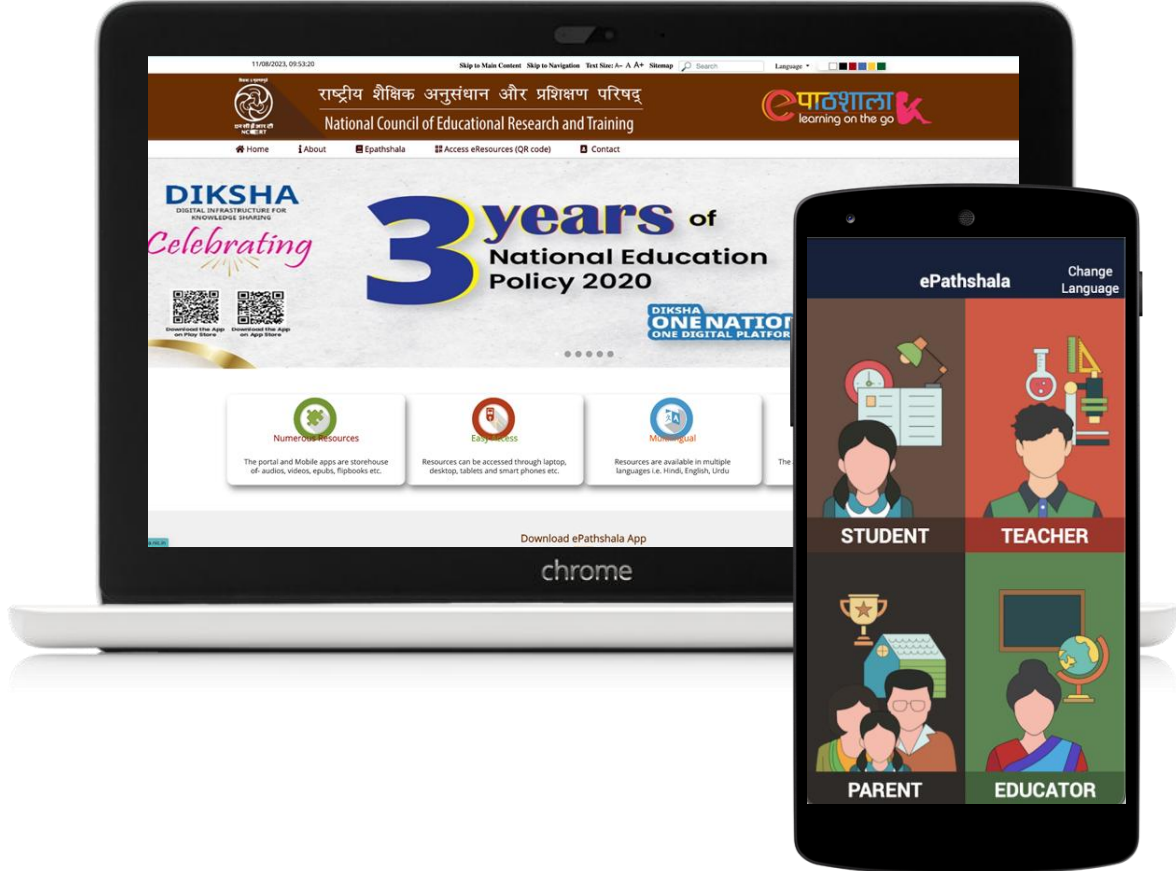 11/08/2023, 09:53:20
Skip to Main Content Skip to Navigation Text Size: A- A A+ Sitemap Search Language
राष्ट्रीय शैक्षिक अनुसंधान और प्रशिक्षण परिषद्
National Council of Educational Research and Training
एन सी ई आर टी
NCERT
eपाठशाला
learning on the go
Home About Epathshala Access eResources (QR code) Contact
DIKSHA
DIGITAL INFRASTRUCTURE FOR
KNOWLEDGE SHARING
Celebrating
3 years of
National Education
Policy 2020
Download the App
on Play Store
Download the App
on App Store
DIKSHA
ONE NATION
ONE DIGITAL PLATFOR
Numerous Resources
The portal and Mobile apps are storehouse
of- audios, videos, epubs, flipbooks etc.
Easy Access
Resources can be accessed through laptop,
desktop, tablets and smart phones etc.
Multilingual
Resources are available in multiple
languages i.e. Hindi, English, Urdu
The
Download ePathshala App
chrome
ePathshala
Change
Language
STUDENT
TEACHER
PARENT
EDUCATOR